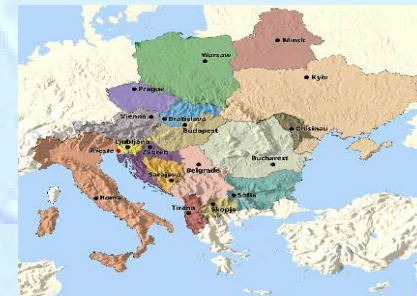 Minsk
Warsaw
Kyiv
Prague
Vienna
Bratislava
Budapest
Chisinau
Ljubljana
Trieste
Zagreb
Bucharest
Belgrade
Sarajevo
Sofia
Rome
Tirana
Skopje